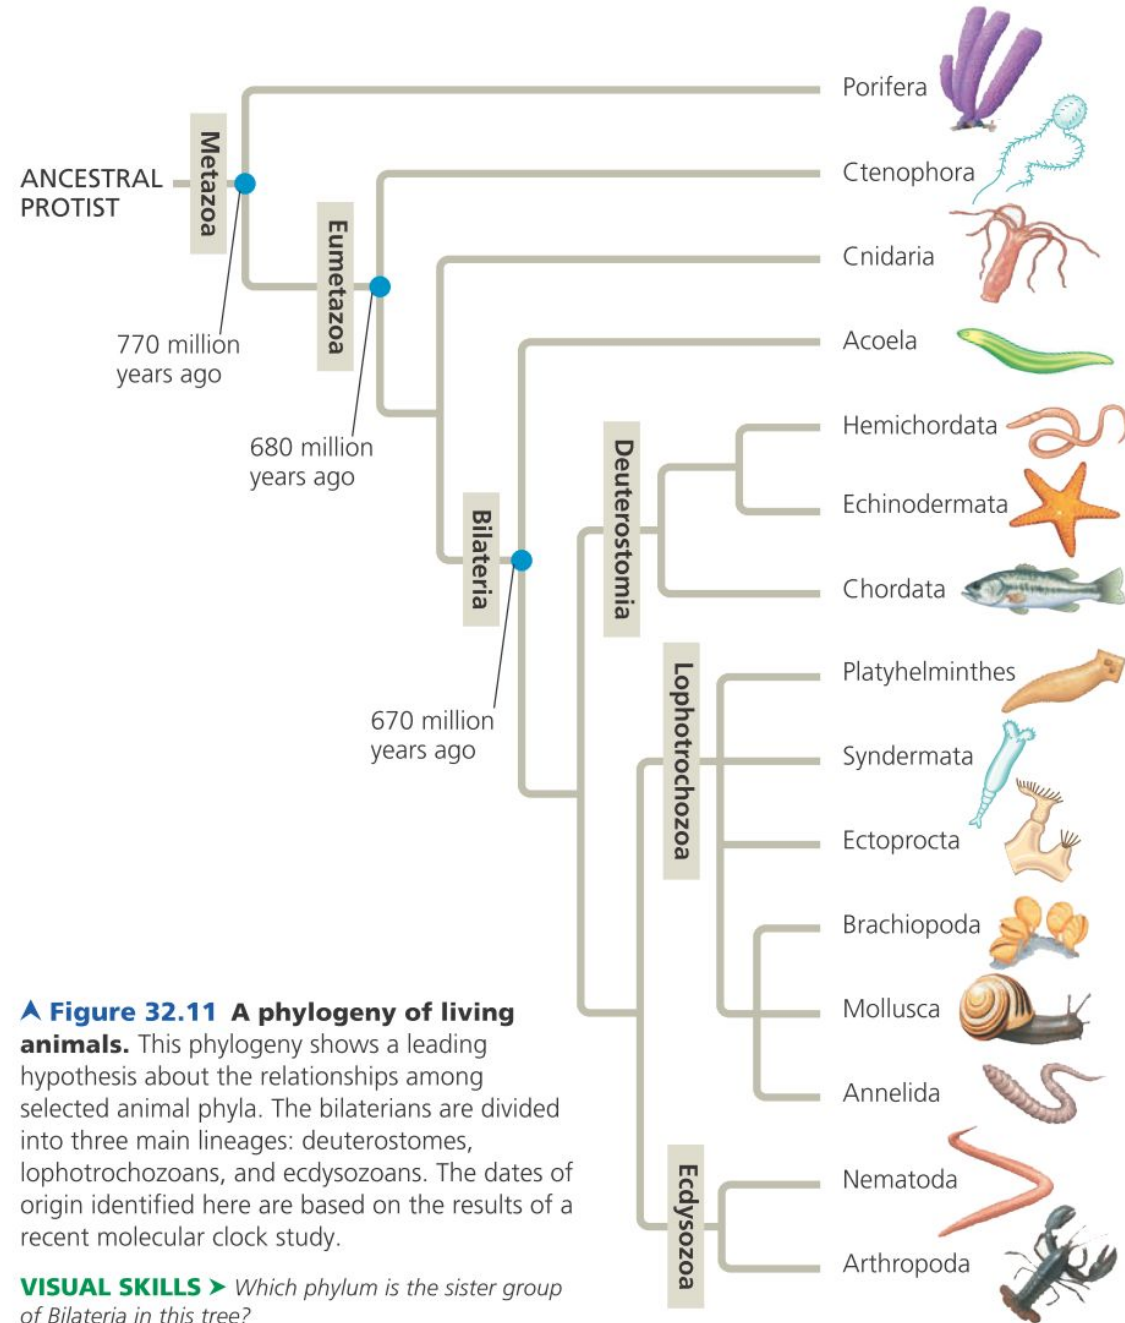 Porifera
Ctenophora
Cnidaria
Acoela
Hemichordata
Echinodermata
Chordata
Platyhelminthes
Syndermata
Ectoprocta
Brachiopoda
Mollusca
Annelida
Nematoda
Arthropoda
ANCESTRAL
PROTIST
Metazoa
Eumetazoa
Bilateria
Deuterostomia
Lophotrochozoa
Ecdysozoa
770 million
years ago
680 million
years ago
670 million
years ago
Figure 32.11 A phylogeny of living
animals. This phylogeny shows a leading
hypothesis about the relationships among
selected animal phyla. The bilaterians are divided
into three main lineages: deuterostomes,
lophotrochozoans, and ecdysozoans. The dates of
origin identified here are based on the results of a
recent molecular clock study.
VISUAL SKILLS ➤ Which phylum is the sister group
of Bilateria in this tree?